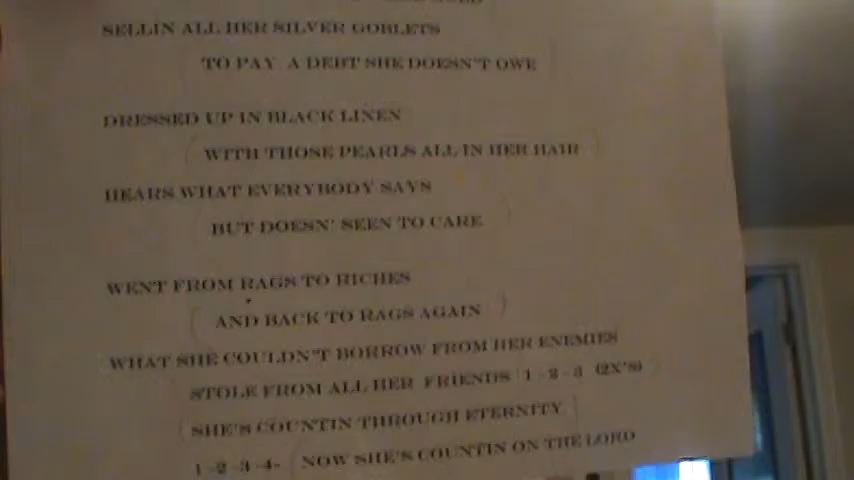 SELLIN ALL HER SILVER GOBLETS
(TO PAY A DEBT SHE DOESN'T OWE)
DRESSED UP IN BLACK LINEN
(WITH THOSE PEARLS ALL IN HER HAIR)
HEARS WHAT EVERYBODY SAYS
(BUT DOESN' SEEN TO CARE)
WENT FROM RAGS TO RICHES
(AND BACK TO RAGS AGAIN)
WHAT SHE COULDN'T BORROW FROM HER ENEMIES
STOLE FROM ALL HER FRIENDS (1-2-3 (2X'S)
(SHE'S COUNTIN THROUGH ETERNITY)
1-2-3-4- (NOW SHE'S COUNTIN ON THE LORD